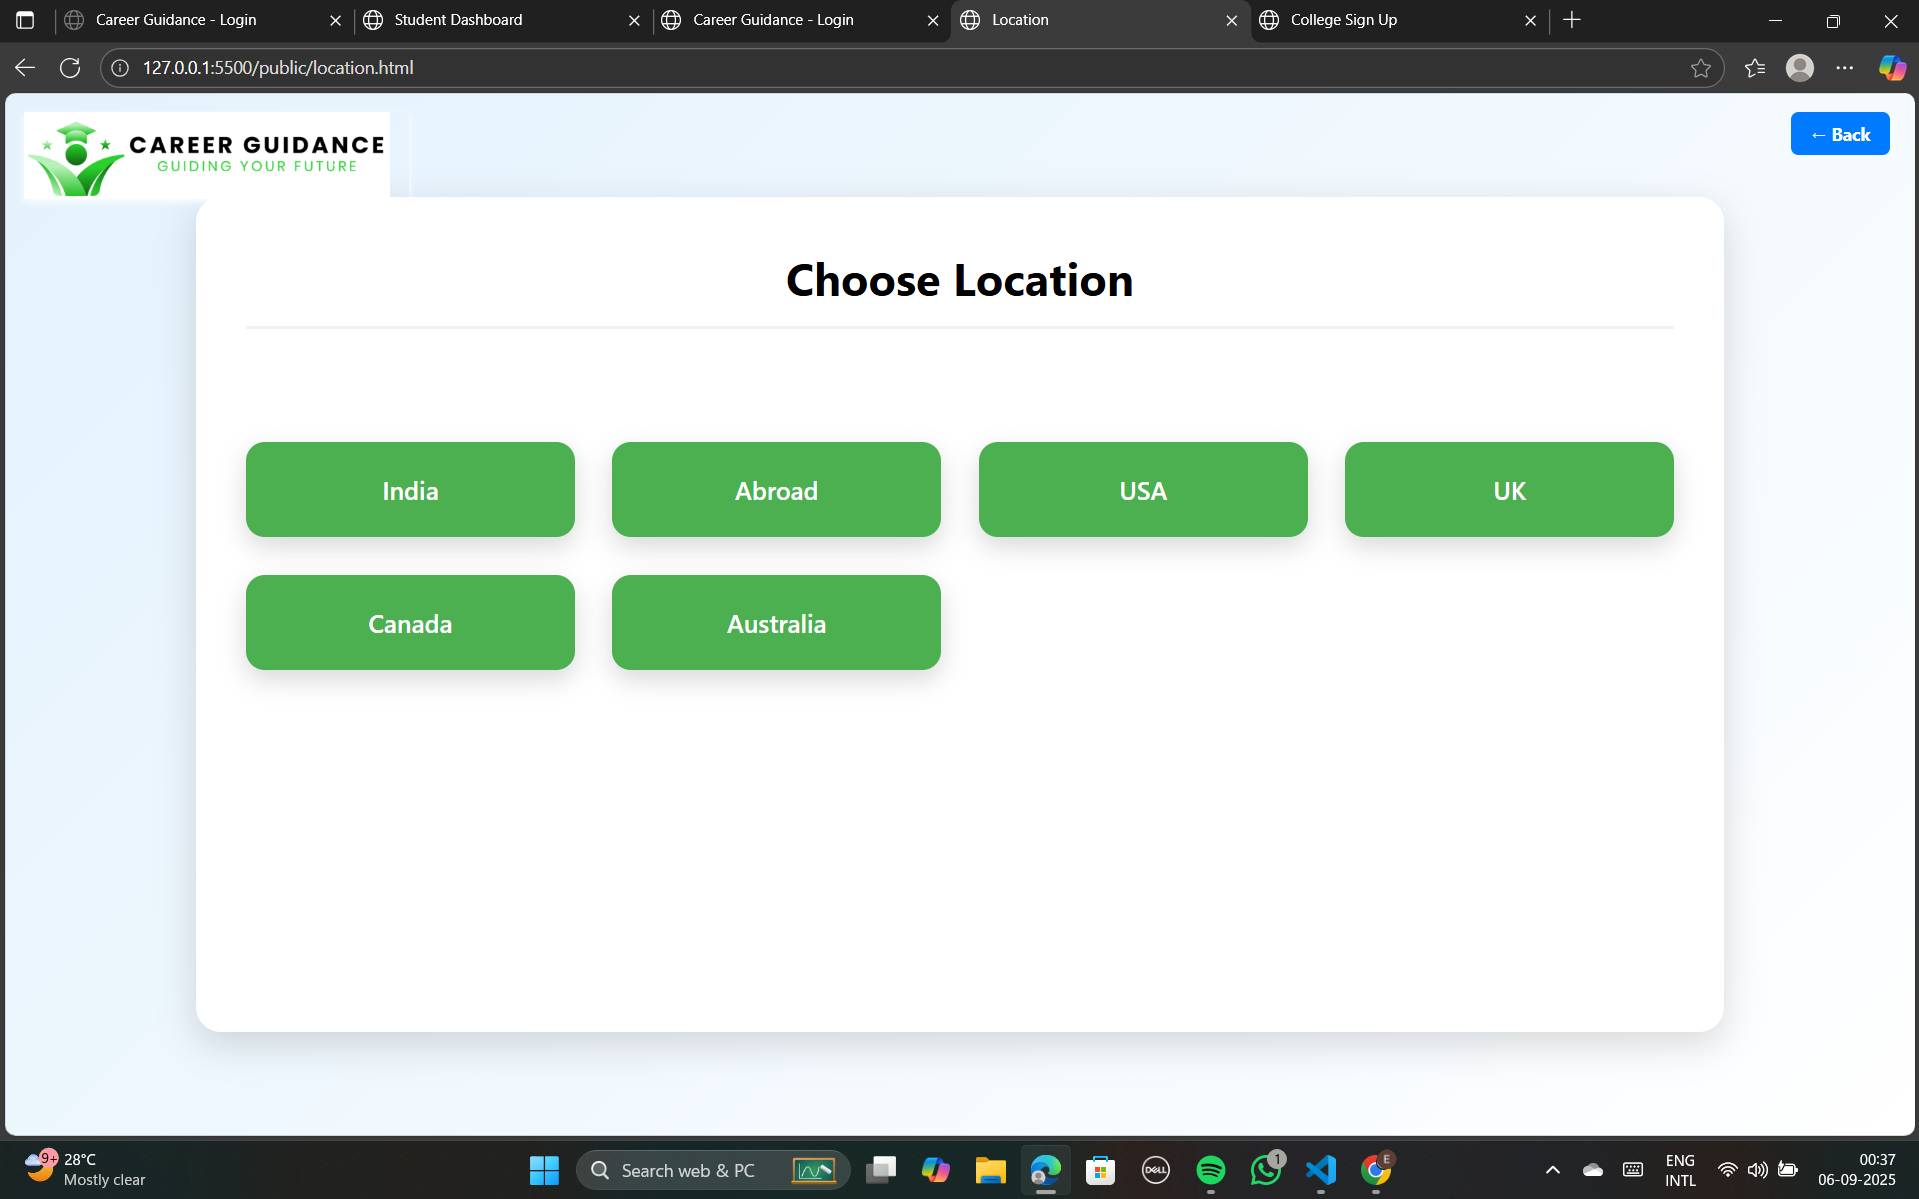 Career Guidance - Login
Student Dashboard
Career Guidance - Login
Location
College Sign Up
127.0.0.1:5500/public/location.html
CAREER GUIDANCE
GUIDING YOUR FUTURE
← Back
Choose Location
India
Abroad
USA
UK
Canada
Australia
9+
28°C
Mostly clear
Search web & PC
DELL
1
E
ENG
INTL
00:37
06-09-2025